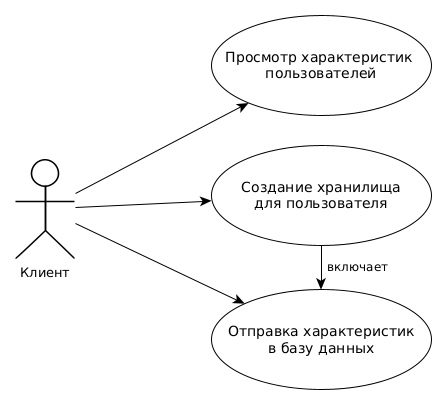 Просмотр характеристик
пользователей
Создание хранилища
для пользователя
Клиент
включает
Отправка характеристик
в базу данных